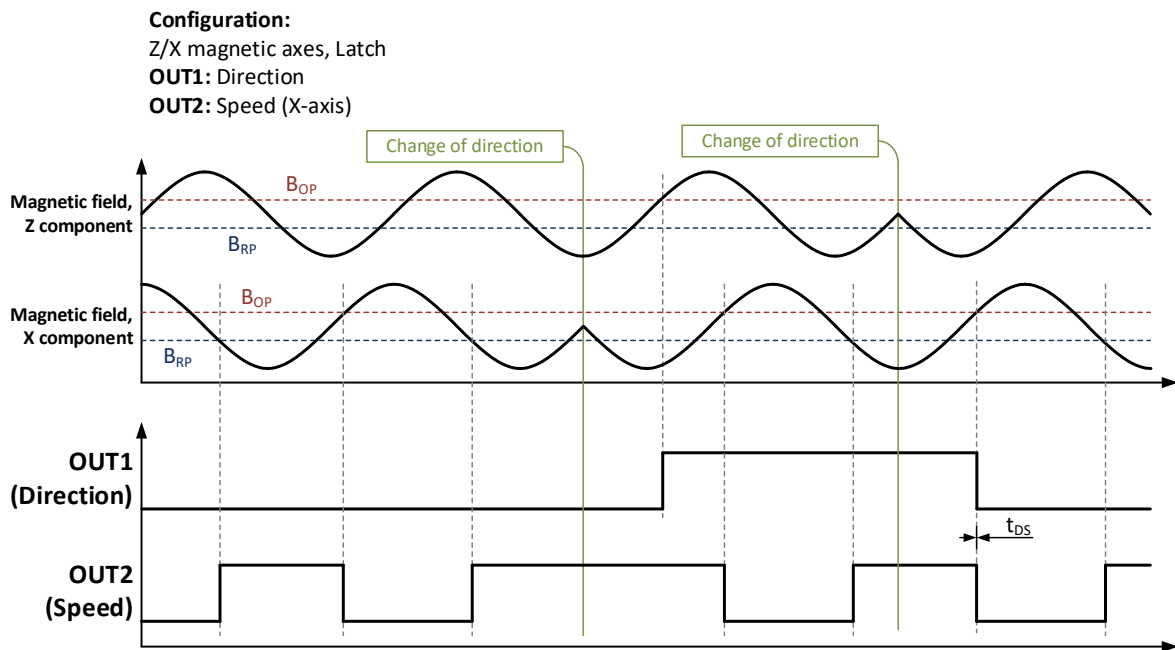 Configuration:
Z/X magnetic axes, Latch
OUT1: Direction
OUT2: Speed (X-axis)
Change of direction
Change of direction
Magnetic field,
Z component
BOP
BRP
Magnetic field,
X component
BOP
BRP
OUT1
(Direction)
tDS
OUT2
(Speed)